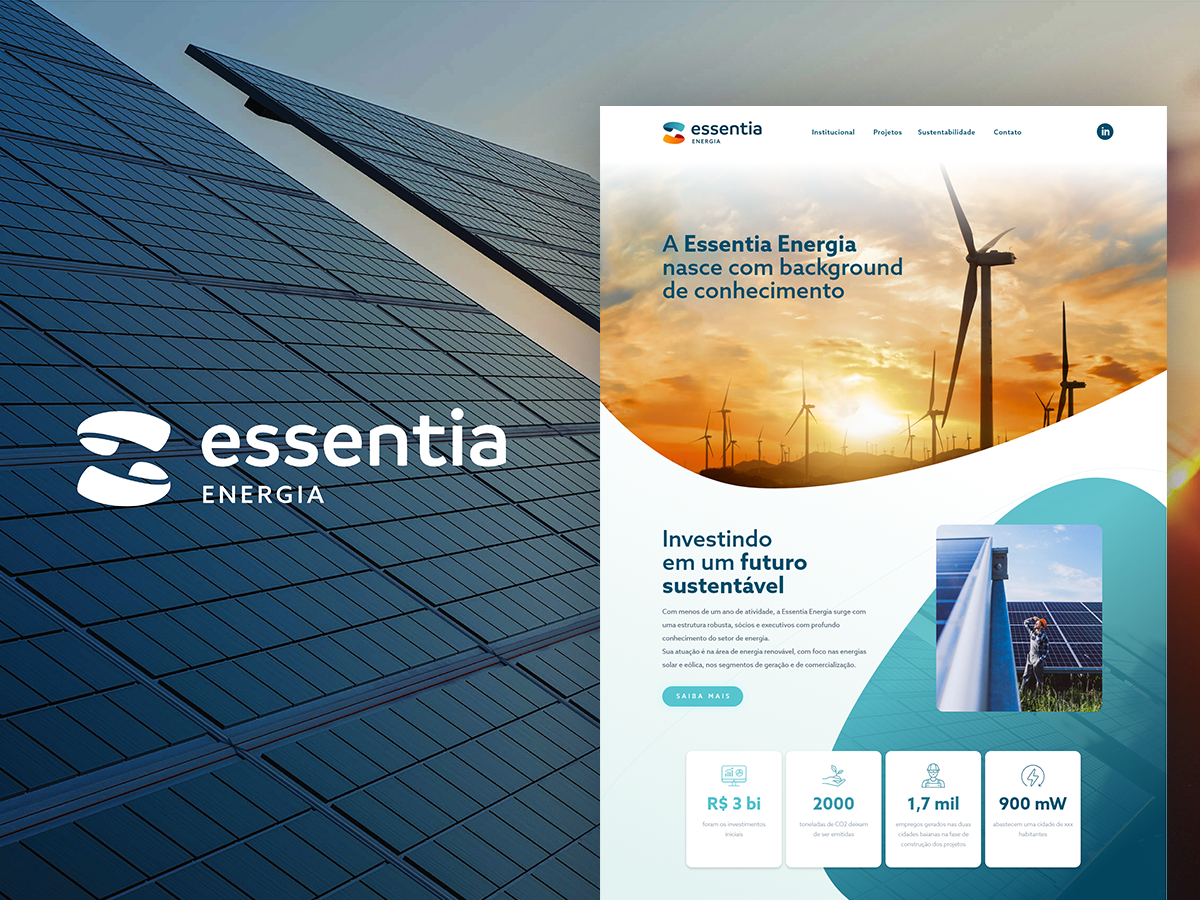 essentia
ENERGIA
essentia
ENERGIA
Institucional Projetos Sustentabilidade Contato in
A Essentia Energia
nasce com background
de conhecimento
Investindo
em um futuro
sustentável
Com menos de um ano de atividade, a Essentia Energia surge com
uma estrutura robusta, sócios e executivos com profundo
conhecimento do setor de energia.
Sua atuação é na área de energia renovável, com foco nas energias
solar e eólica, nos segmentos de geração e de comercialização.
SAIBA MAIS
R$ 3 bi
foram os investimentos
iniciais
2000
toneladas de CO2 deixam
de ser emitidas
1,7 mil
empregos gerados nas duas
cidades baianas na fase de
construção dos projetos
900 mW
abastecem uma cidade de xxx
habitantes